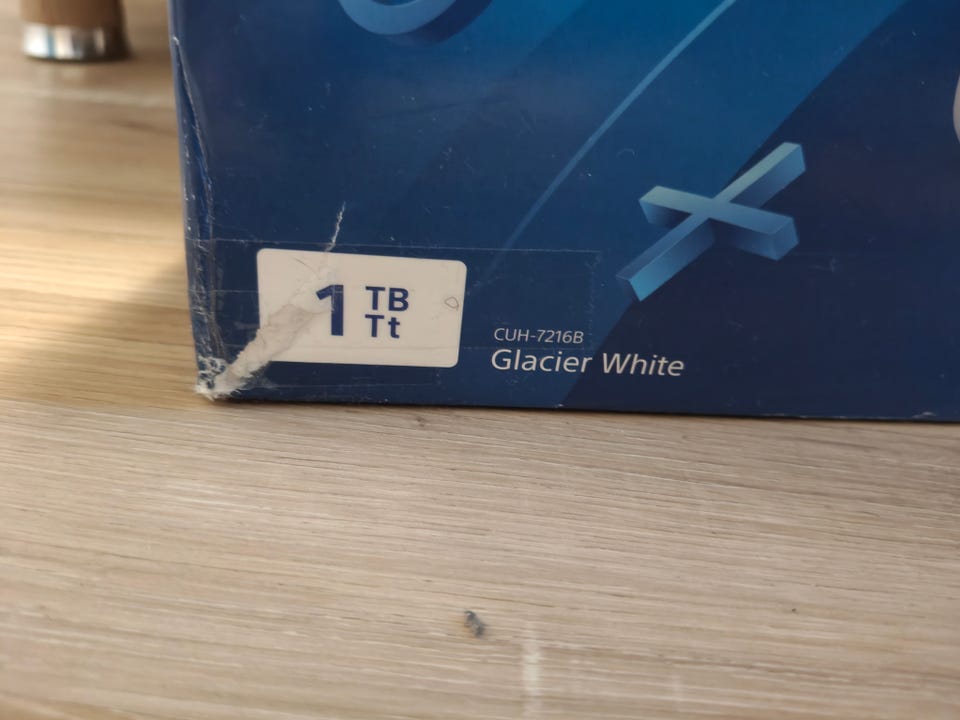 1 TB
Tt
CUH-7216B
Glacier White